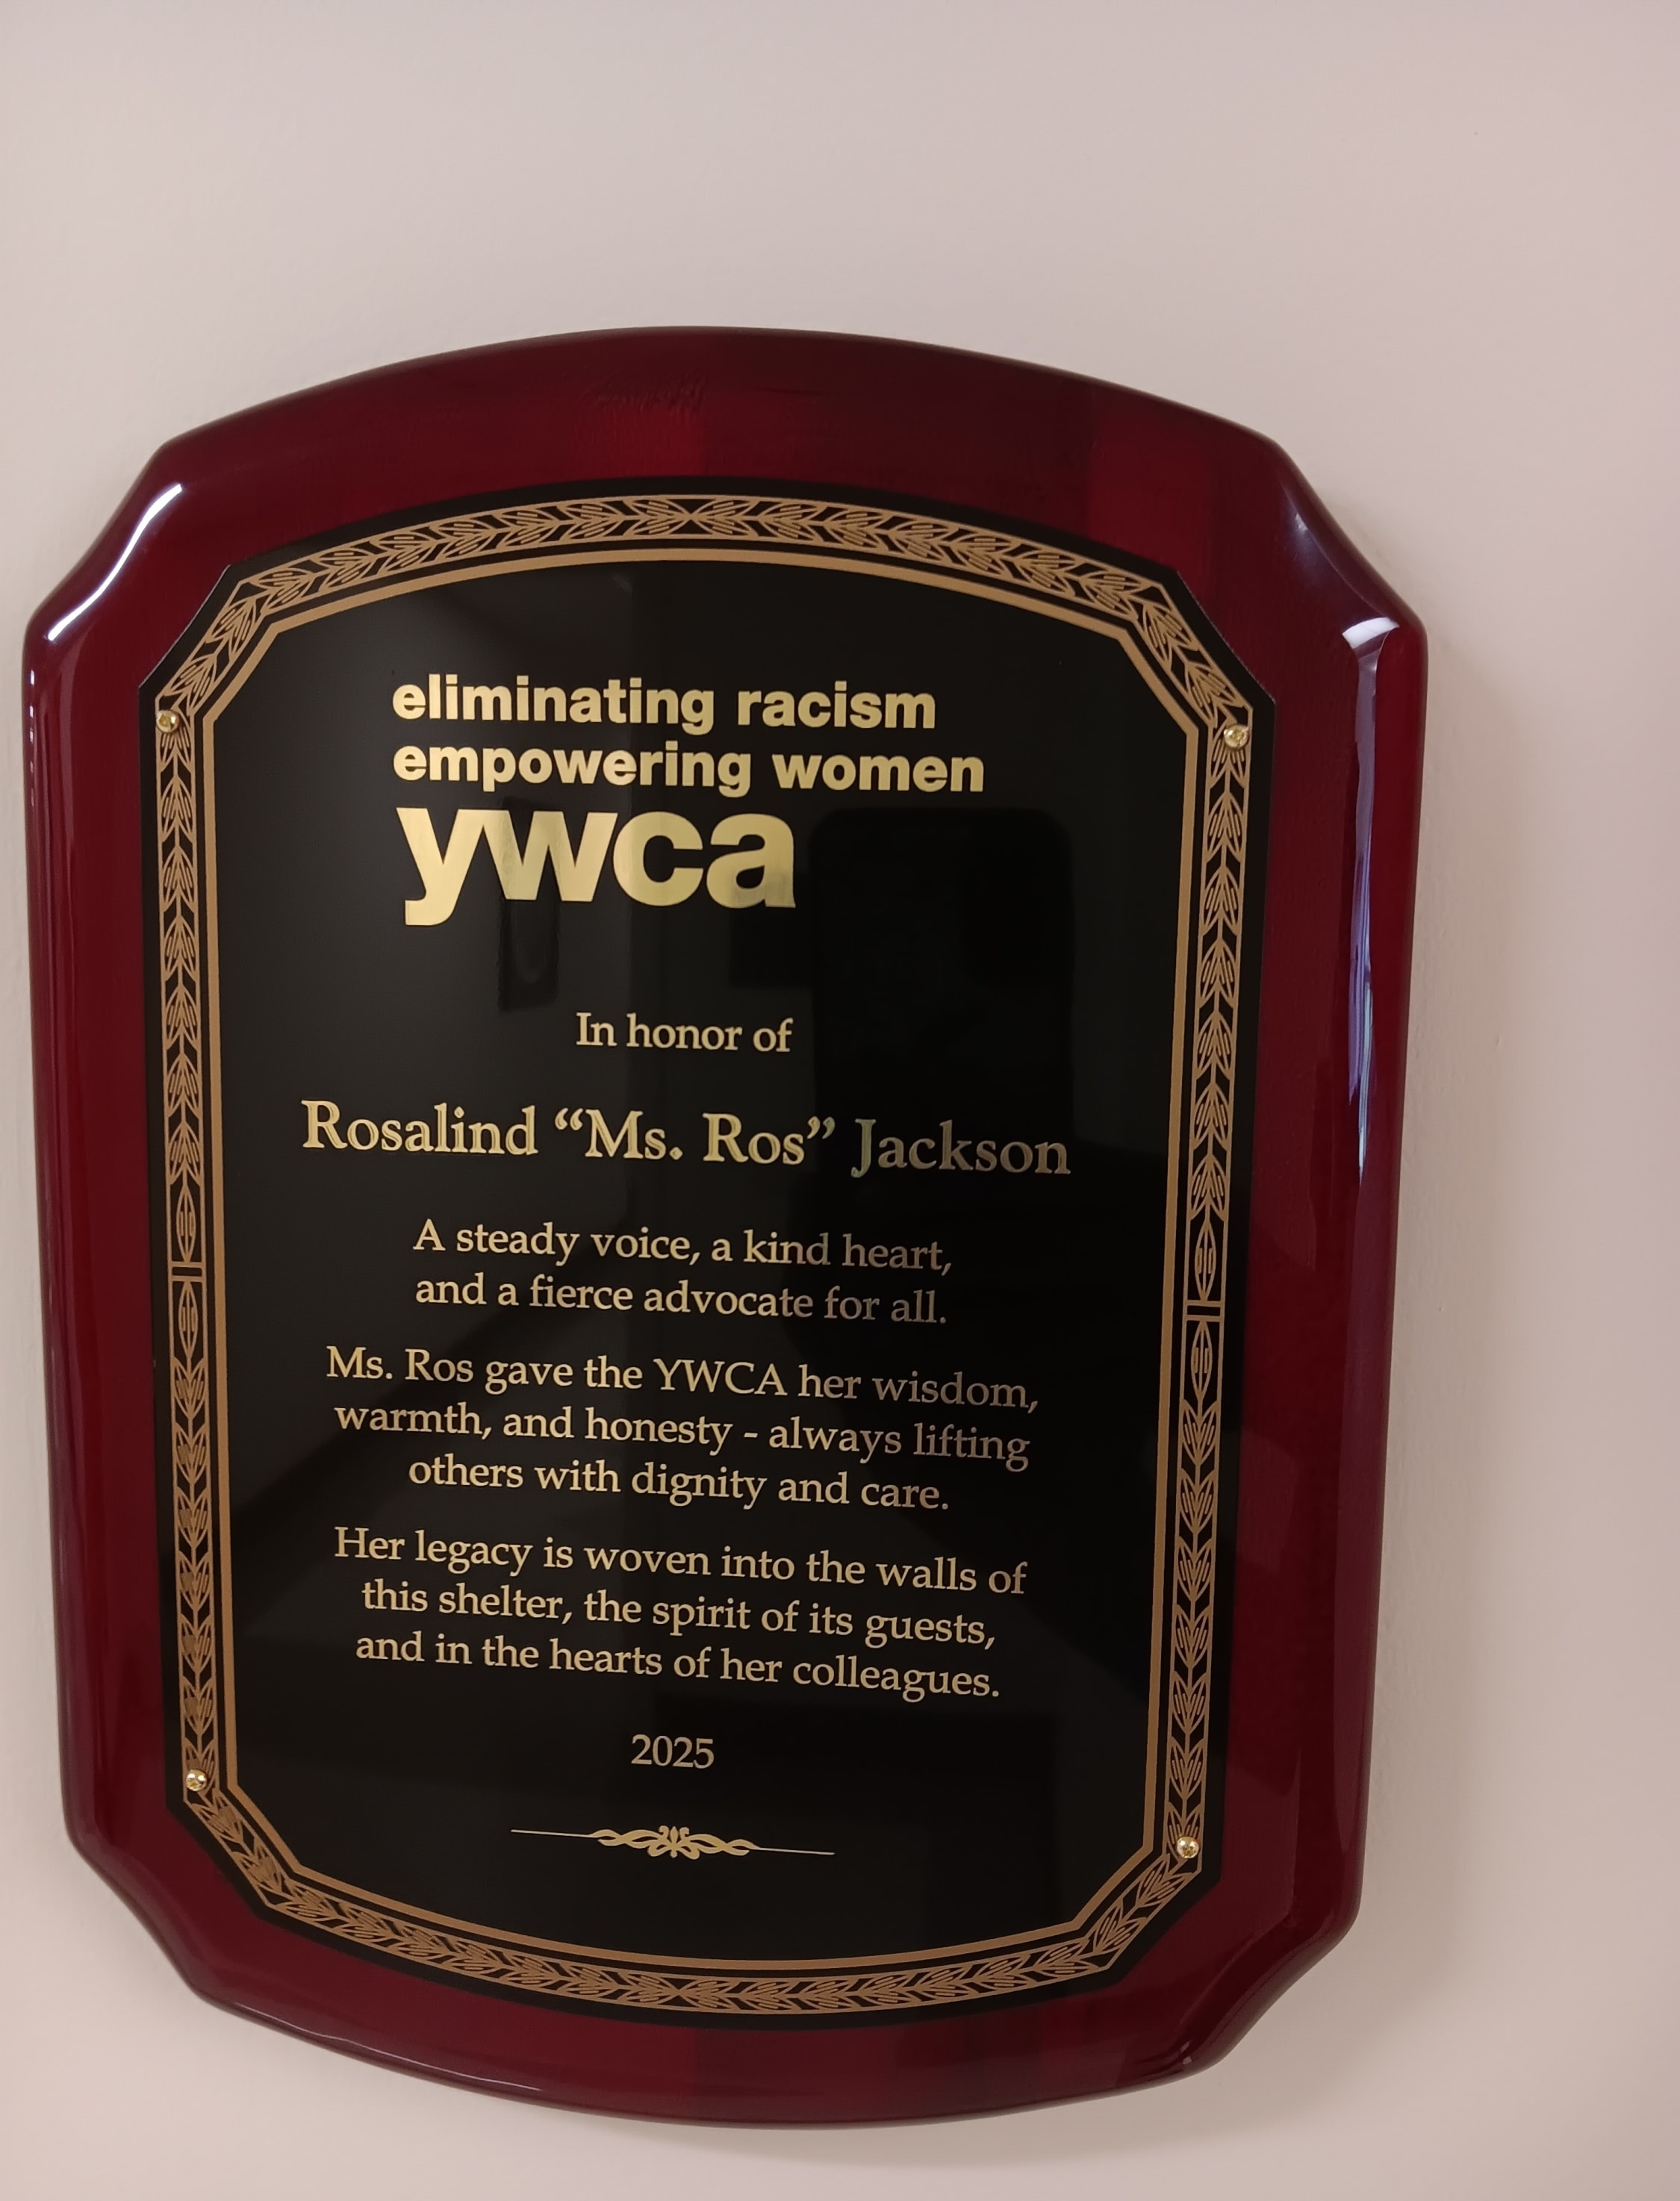 eliminating racism
empowering women
ywca
In honor of
Rosalind “Ms. Ros” Jackson
A steady voice, a kind heart,
and a fierce advocate for all.
Ms. Ros gave the YWCA her wisdom,
warmth, and honesty - always lifting
others with dignity and care.
Her legacy is woven into the walls of
this shelter, the spirit of its guests,
and in the hearts of her colleagues.
2025